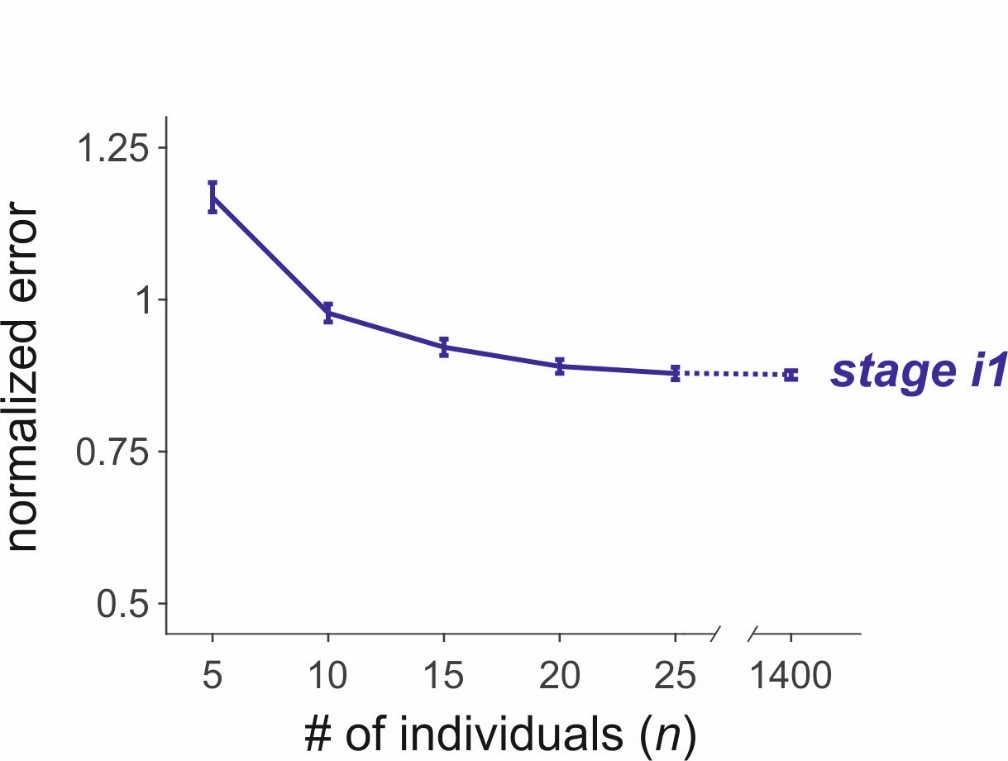 normalized error
1.25
1
0.75
0.5
stage i1
5 10 15 20 25 1400
# of individuals (n)